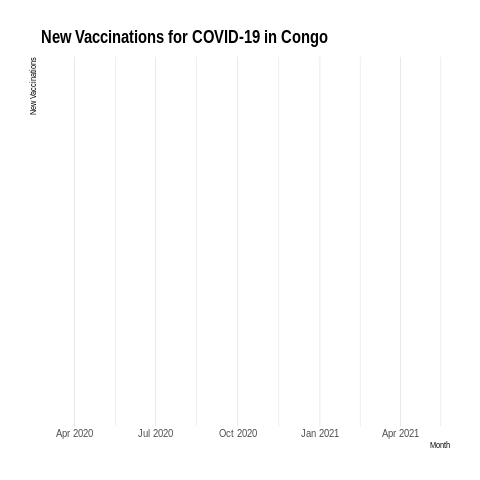 New Vaccinations for COVID-19 in Congo
New Vaccinations
Apr 2020
Jul 2020
Oct 2020
Jan 2021
Apr 2021
Month